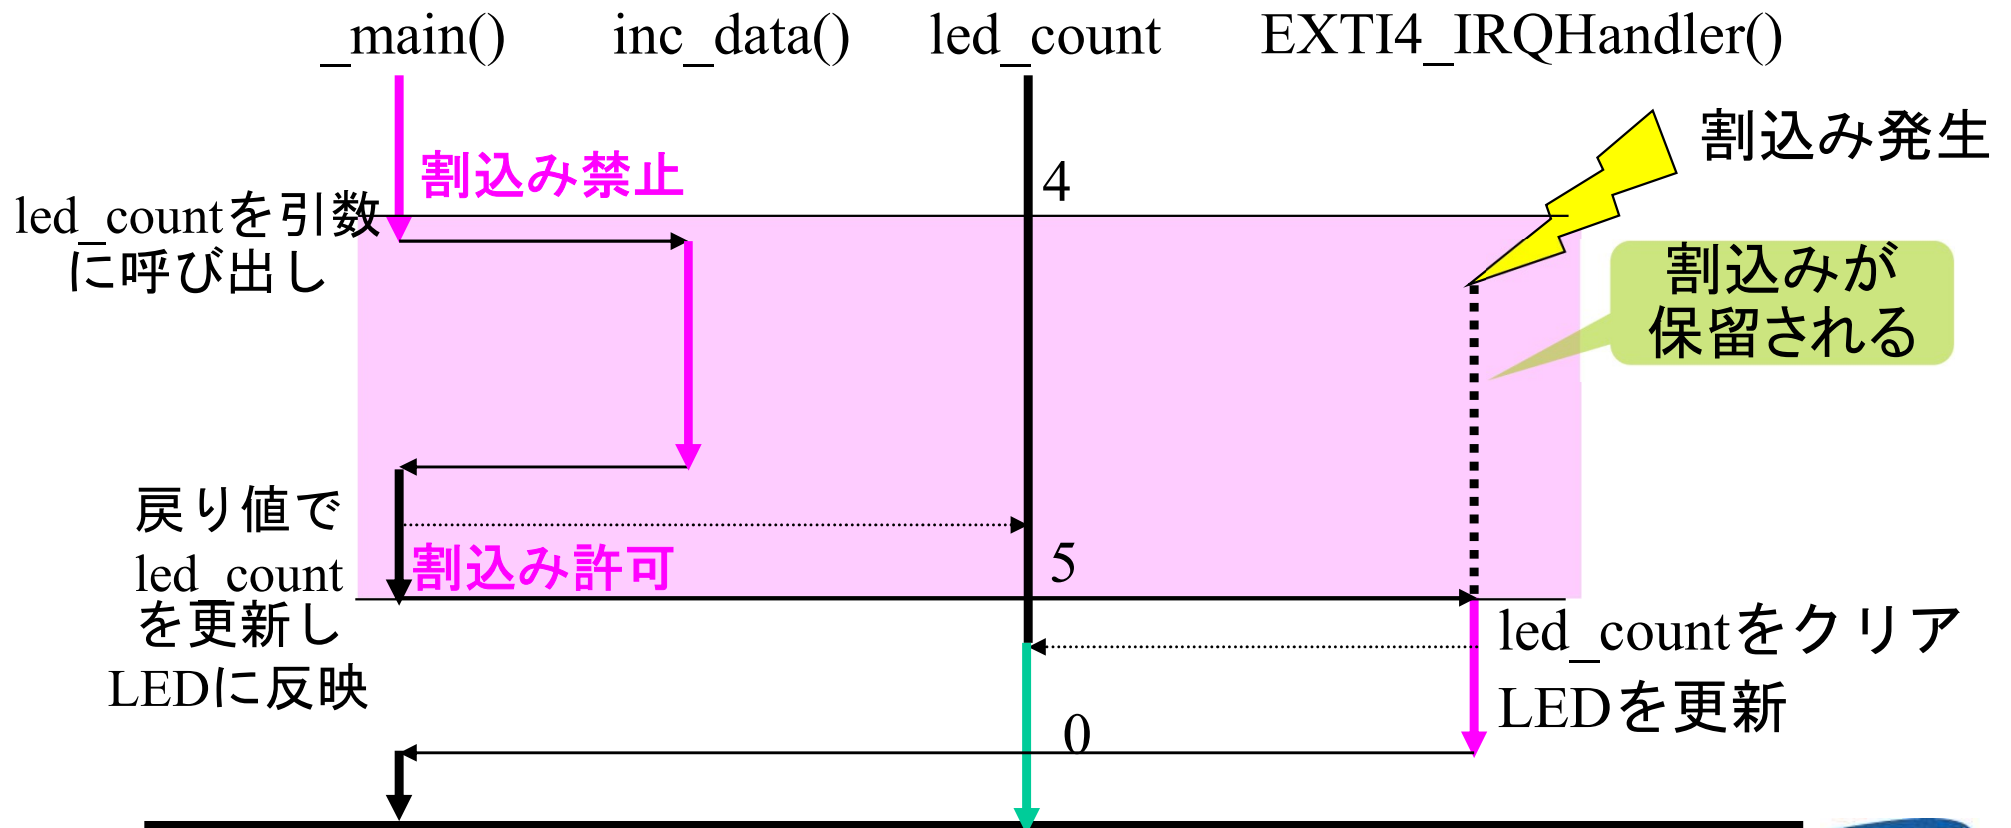 _main()
inc_data()
led_count
EXTI4_IRQHandler()
割込み発生
割込み禁止
4
led_countを引数
に呼び出し
割込みが
保留される
戻り値で
led_count
を更新し
LEDに反映
割込み許可
5
led_countをクリア
LEDを更新
0